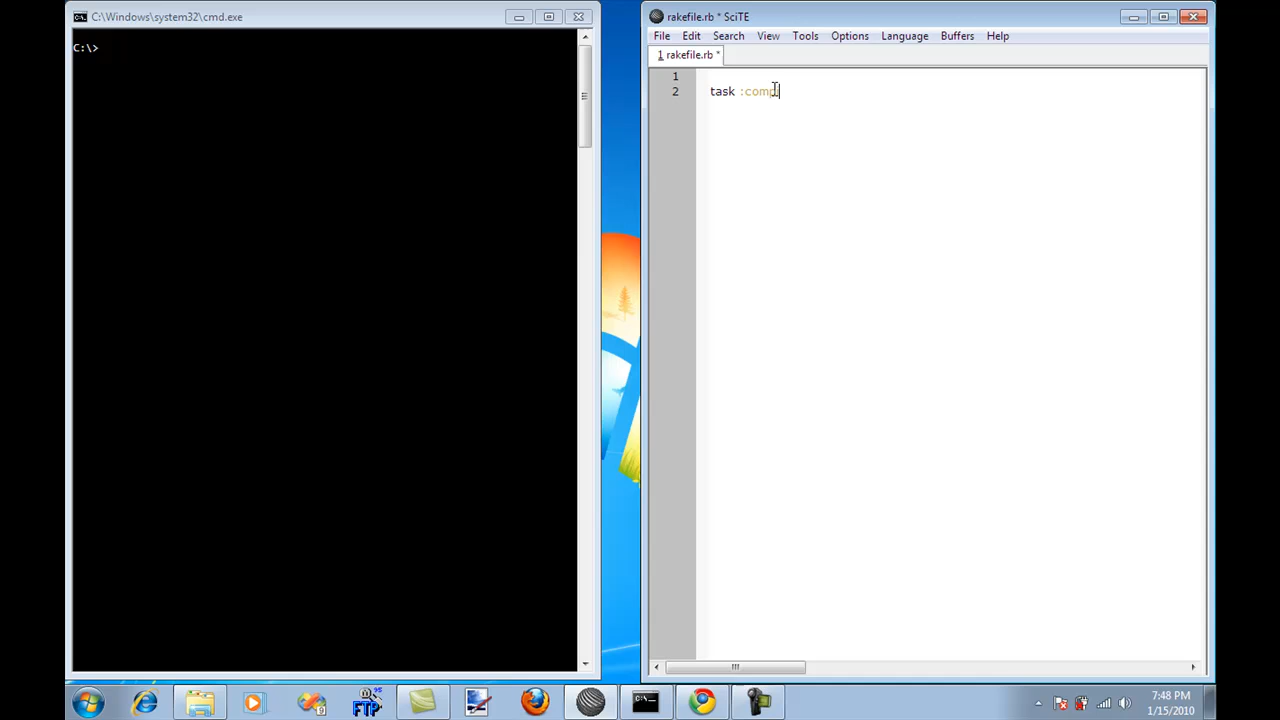 C:\Windows\system32\cmd.exe
C:\>
rakefile.rb * SciTE
File Edit Search View Tools Options Language Buffers Help
1 rakefile.rb *
1
2 task :comp
FTP
7:48 PM
1/15/2010